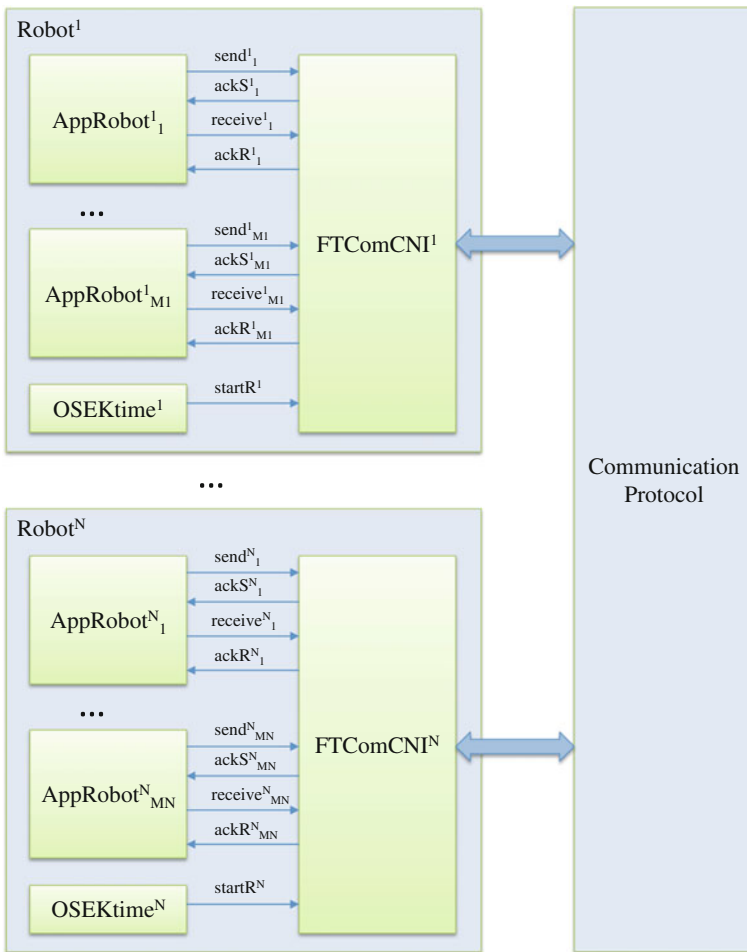 Robot¹
AppRobot¹₁
send¹₁
ackS¹₁
receive¹₁
ackR¹₁
...
AppRobot¹M1
send¹M1
ackS¹M1
receive¹M1
ackR¹M1
OSEKtime¹
startR¹
FTComCNI¹
...
Robotᴺ
AppRobotᴺ₁
sendᴺ₁
ackSᴺ₁
receiveᴺ₁
ackRᴺ₁
...
AppRobotᴺMN
sendᴺMN
ackSᴺMN
receiveᴺMN
ackRᴺMN
OSEKtimeᴺ
startRᴺ
FTComCNIᴺ
Communication
Protocol